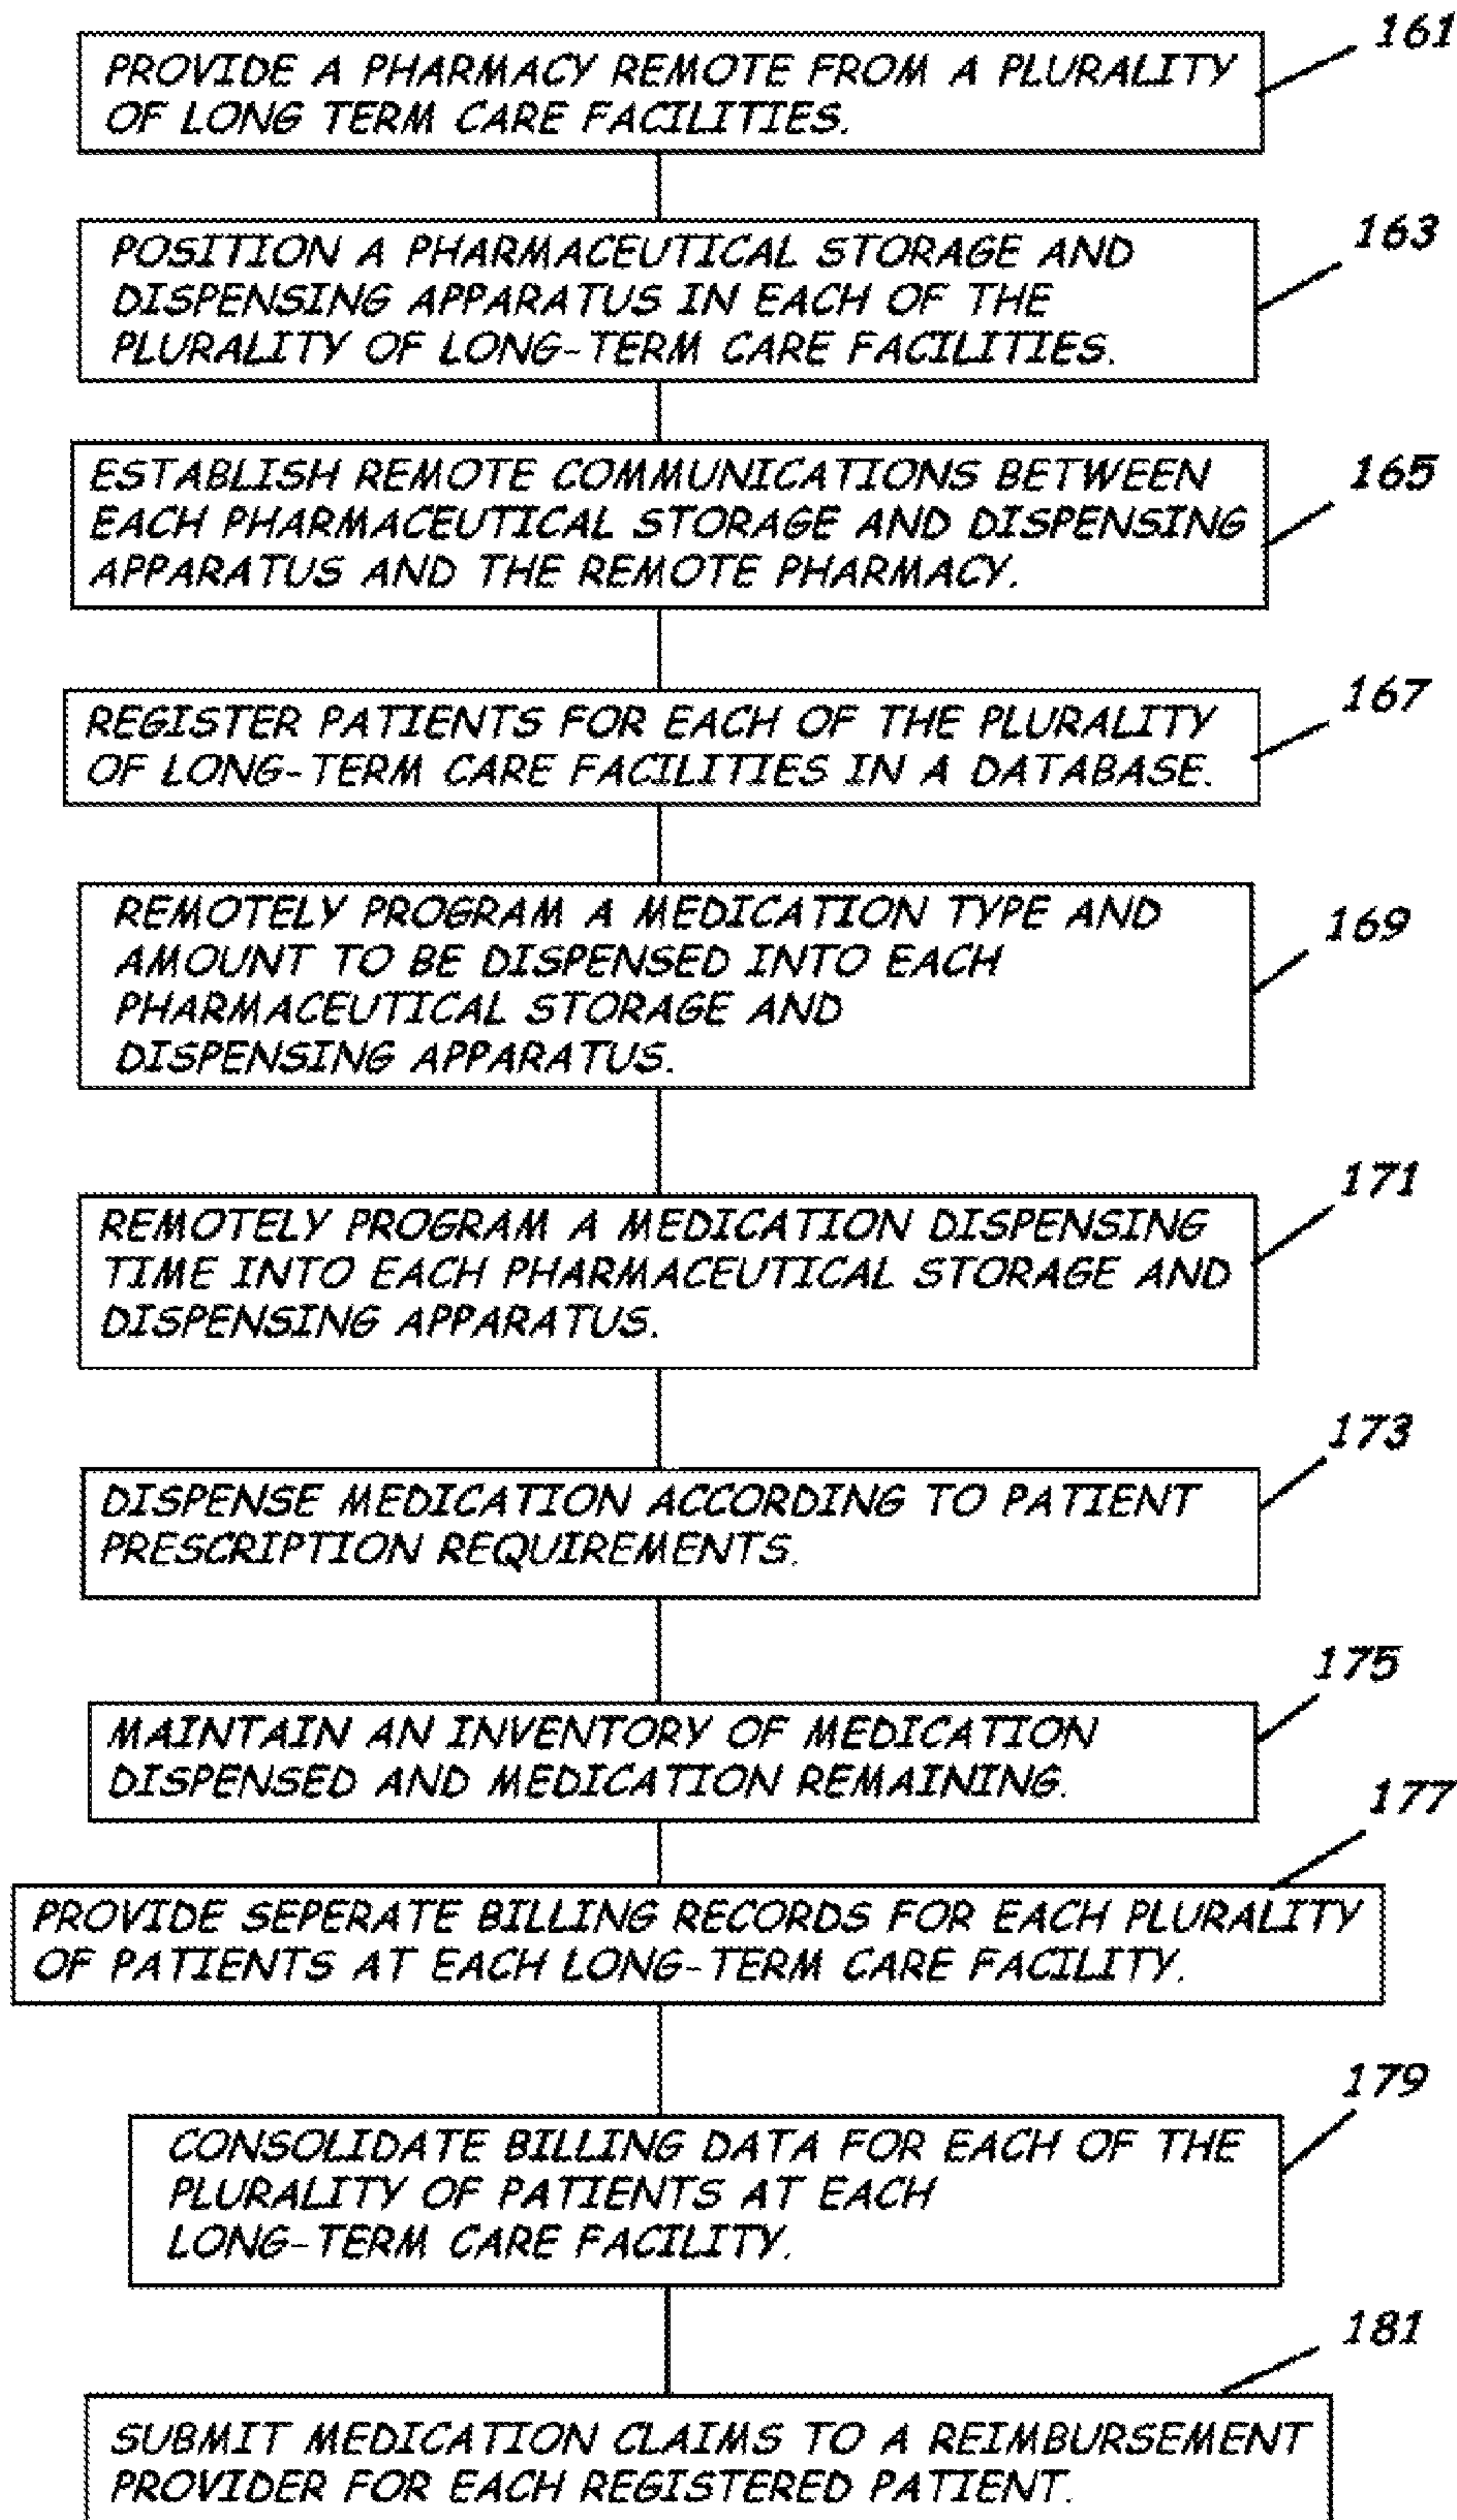 161
PROVIDE A PHARMACY REMOTE FROM A PLURALITY
OF LONG TERM CARE FACILITIES.
163
POSITION A PHARMACEUTICAL STORAGE AND
DISPENSING APPARATUS IN EACH OF THE
PLURALITY OF LONG-TERM CARE FACILITIES.
165
ESTABLISH REMOTE COMMUNICATIONS BETWEEN
EACH PHARMACEUTICAL STORAGE AND DISPENSING
APPARATUS AND THE REMOTE PHARMACY.
167
REGISTER PATIENTS FOR EACH OF THE PLURALITY
OF LONG-TERM CARE FACILITIES IN A DATABASE.
169
REMOTELY PROGRAM A MEDICATION TYPE AND
AMOUNT TO BE DISPENSED INTO EACH
PHARMACEUTICAL STORAGE AND
DISPENSING APPARATUS.
171
REMOTELY PROGRAM A MEDICATION DISPENSING
TIME INTO EACH PHARMACEUTICAL STORAGE AND
DISPENSING APPARATUS.
173
DISPENSE MEDICATION ACCORDING TO PATIENT
PRESCRIPTION REQUIREMENTS.
175
MAINTAIN AN INVENTORY OF MEDICATION
DISPENSED AND MEDICATION REMAINING.
177
PROVIDE SEPERATE BILLING RECORDS FOR EACH PLURALITY
OF PATIENTS AT EACH LONG-TERM CARE FACILITY.
179
CONSOLIDATE BILLING DATA FOR EACH OF THE
PLURALITY OF PATIENTS AT EACH
LONG-TERM CARE FACILITY.
181
SUBMIT MEDICATION CLAIMS TO A REIMBURSEMENT
PROVIDER FOR EACH REGISTERED PATIENT.